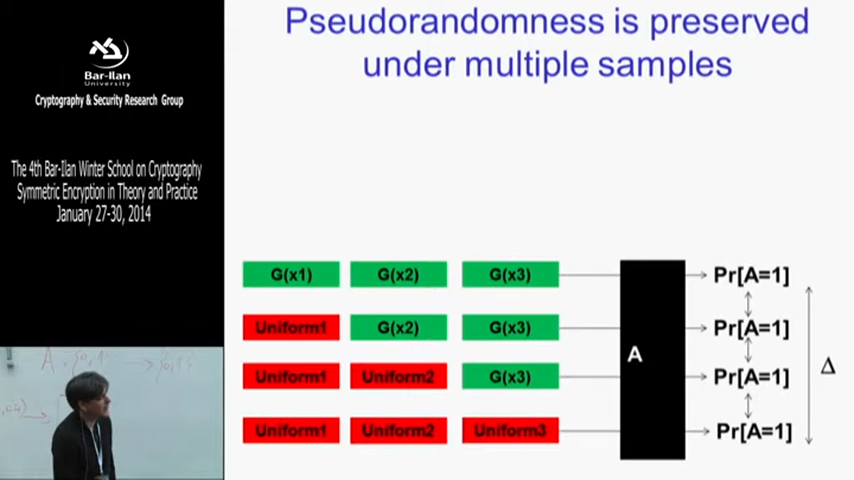 Pseudorandomness is preserved
under multiple samples
Bar-Ilan
University
Cryptography & Security Research Group
The 4th Bar-Ilan Winter School on Cryptography
Symmetric Encryption in Theory and Practice
January 27-30, 2014
G(x1) G(x2) G(x3) Pr[A=1]
Uniform1 G(x2) G(x3) Pr[A=1]
A
Uniform1 Uniform2 G(x3) Pr[A=1]
Δ
Uniform1 Uniform2 Uniform3 Pr[A=1]